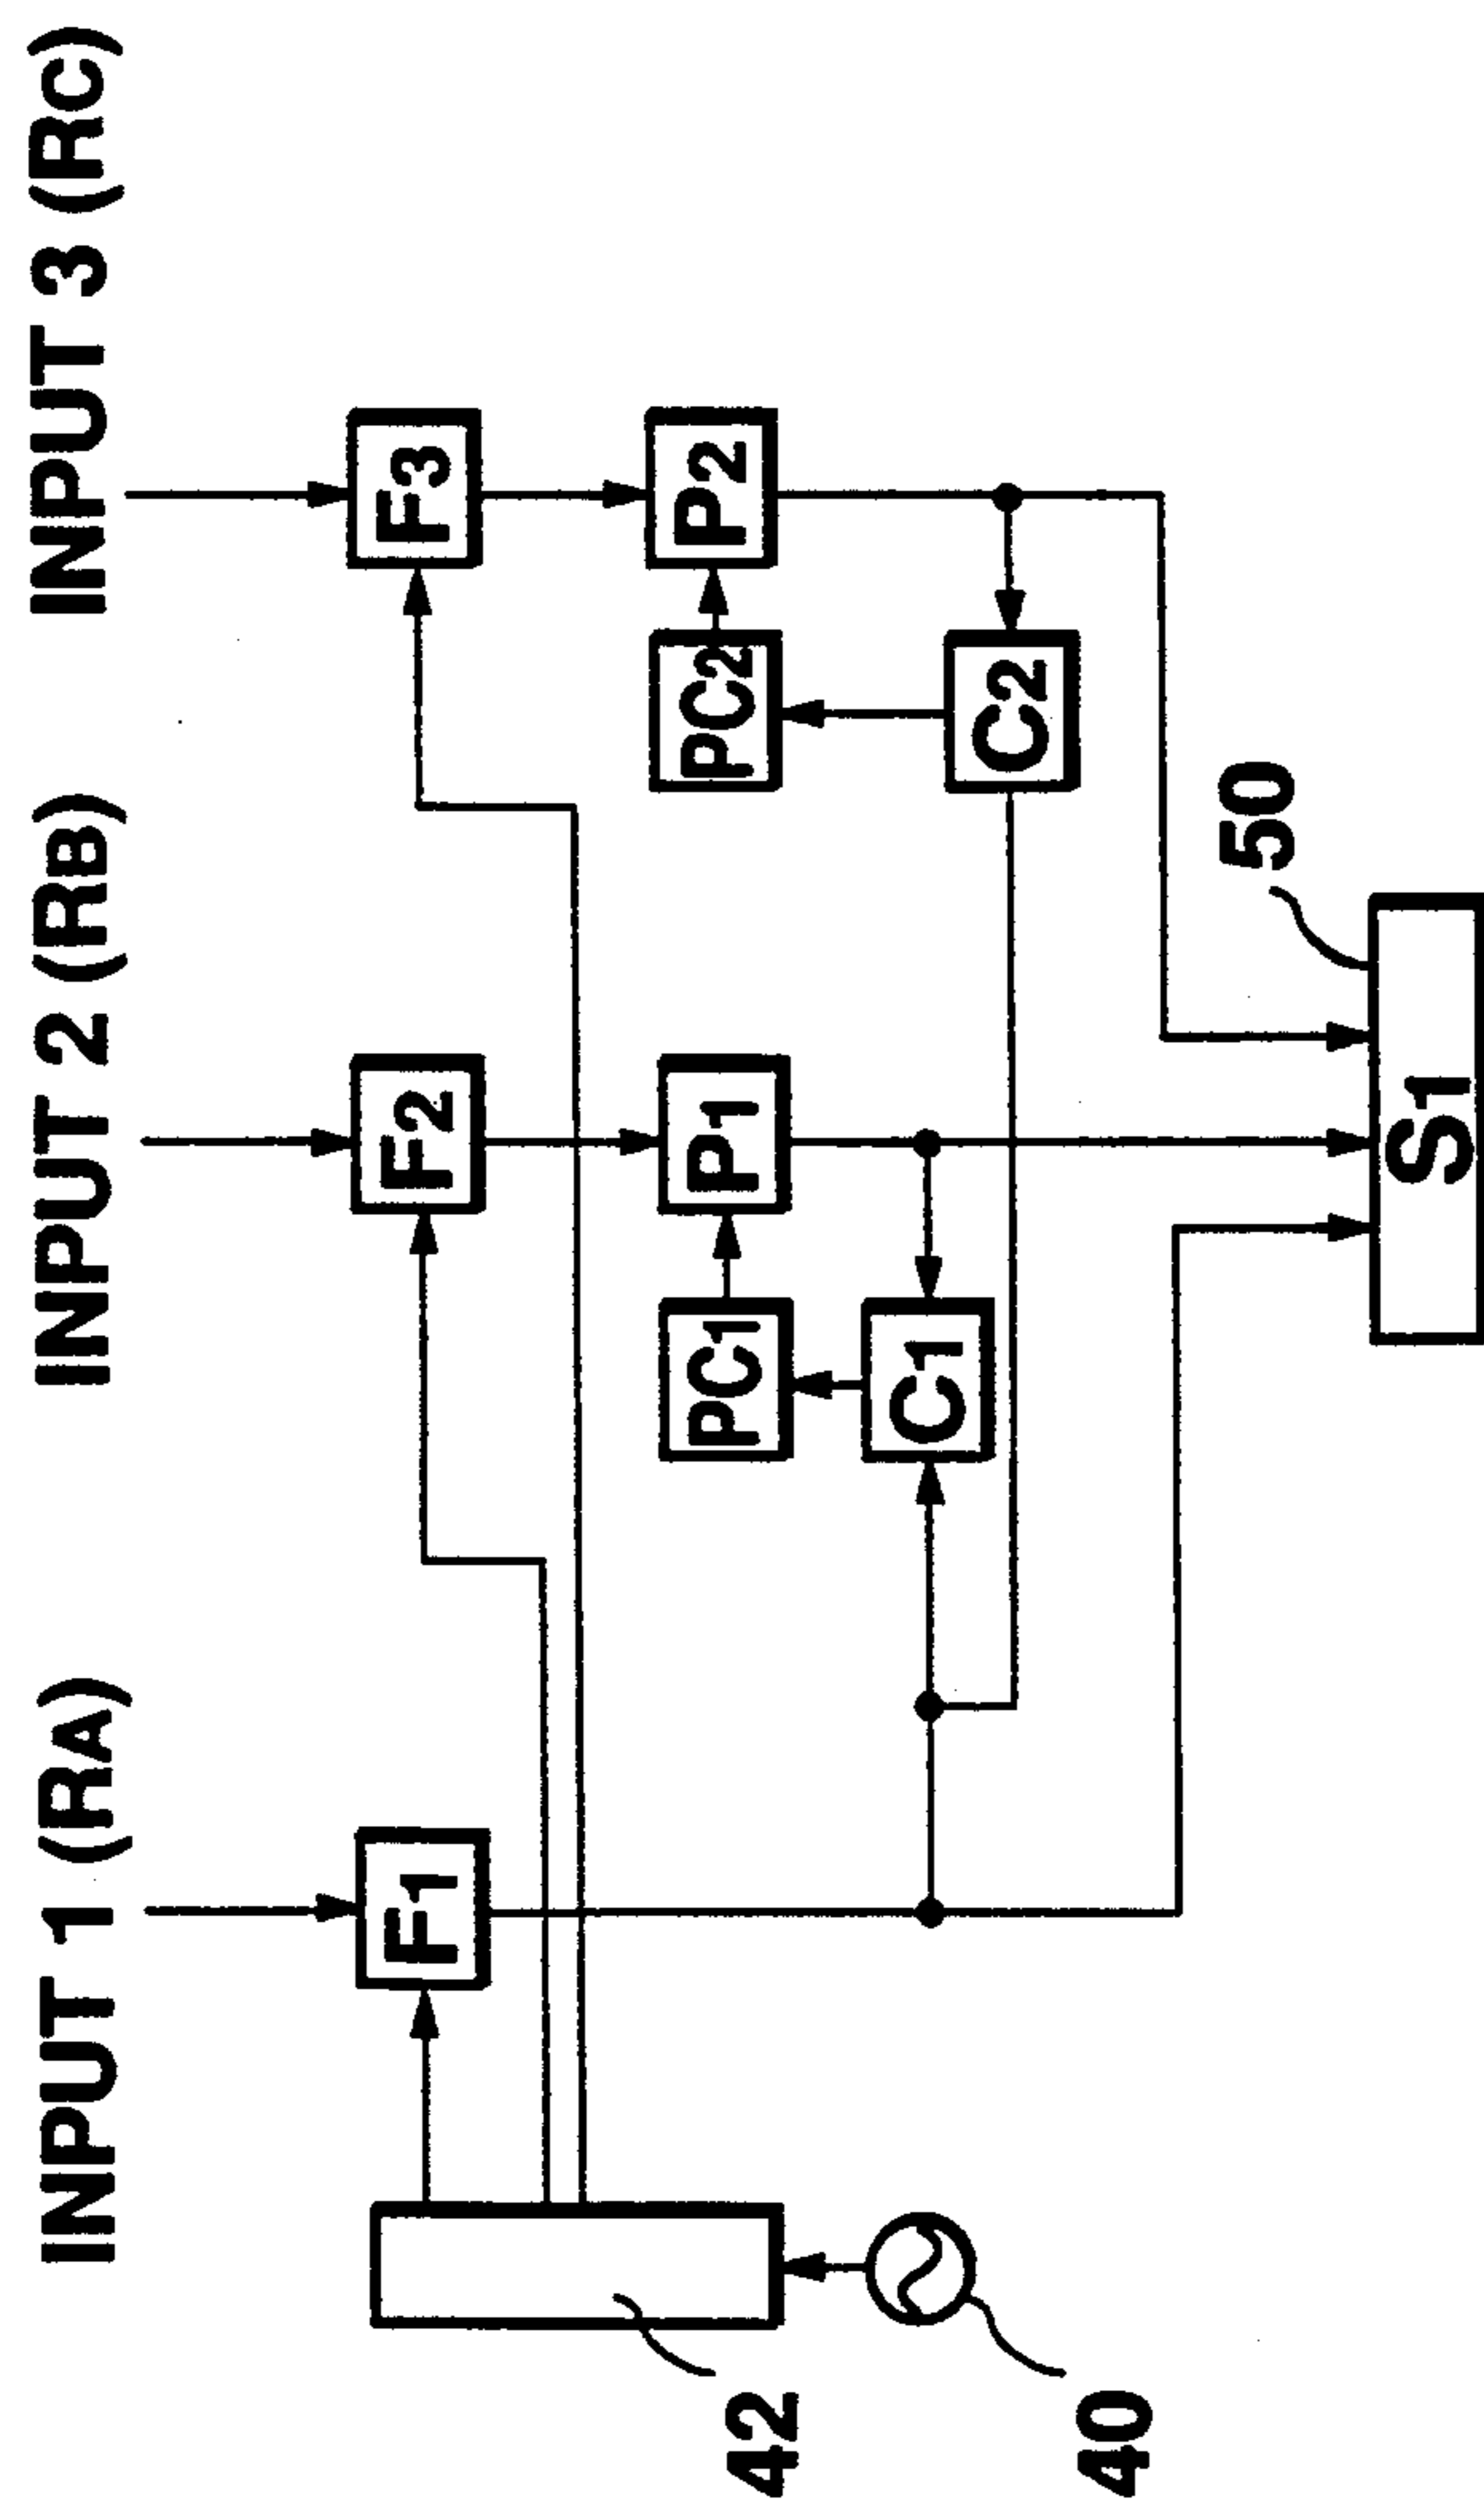 INPUT 1 (RA)
INPUT 2 (RB)
INPUT 3 (RC)
F1
F2
F3
42
PC1
P1
PC2
P2
C1
C2
40
50
S1